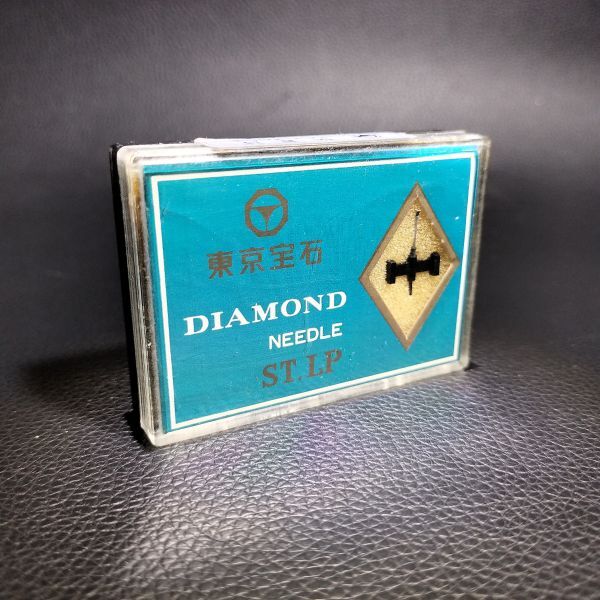 東京宝石
DIAMOND
NEEDLE
ST.LP